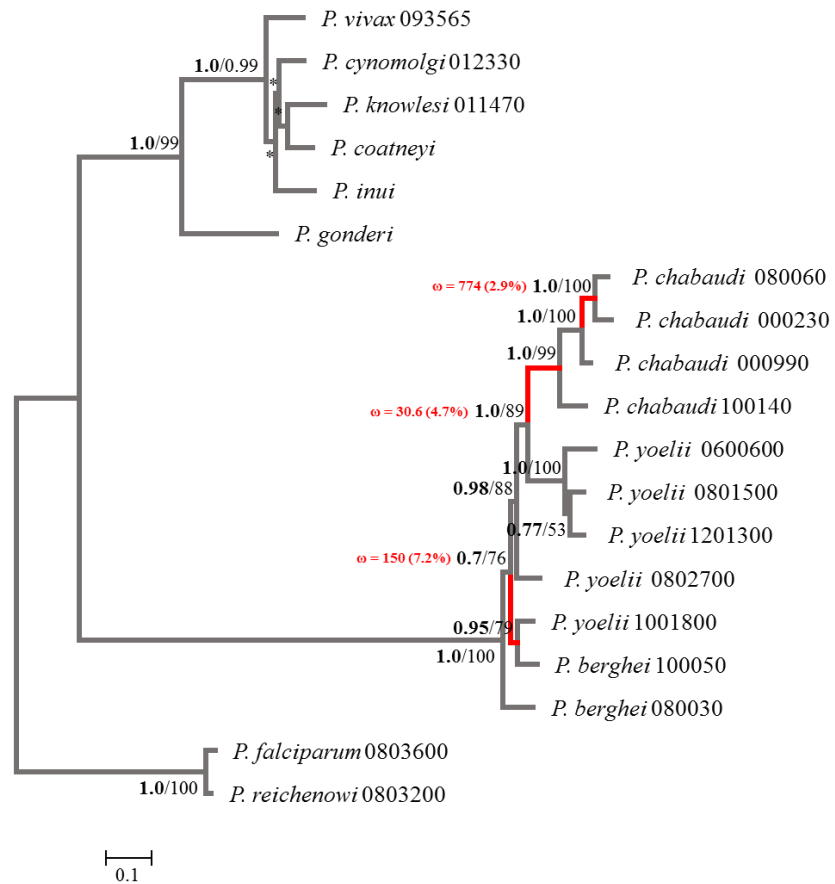 P. vivax 093565
P. cynomolgi 012330
1.0/0.99
*
P. knowlesi 011470
*
1.0/99
P. coatneyi
*
P. inui
P. gonderi
P. chabaudi 080060
ω = 774 (2.9%) 1.0/100
P. chabaudi 000230
1.0/100
1.0/99
P. chabaudi 000990
P. chabaudi 100140
ω = 30.6 (4.7%) 1.0/89
P. yoelii 0600600
1.0/100
0.98/88
P. yoelii 0801500
0.77/53
P. yoelii 1201300
ω = 150 (7.2%) 0.7/76
P. yoelii 0802700
P. yoelii 1001800
0.95/79
1.0/100
P. berghei 100050
P. berghei 080030
P. falciparum 0803600
1.0/100
P. reichenowi 0803200
0.1